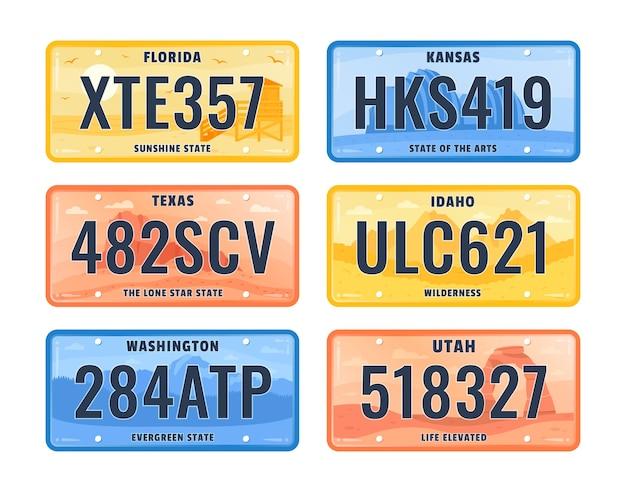 FLORIDA
XTE357
SUNSHINE STATE
KANSAS
HKS419
STATE OF THE ARTS
TEXAS
482SCV
THE LONE STAR STATE
IDAHO
ULC621
WILDERNESS
WASHINGTON
284ATP
EVERGREEN STATE
UTAH
518327
LIFE ELEVATED